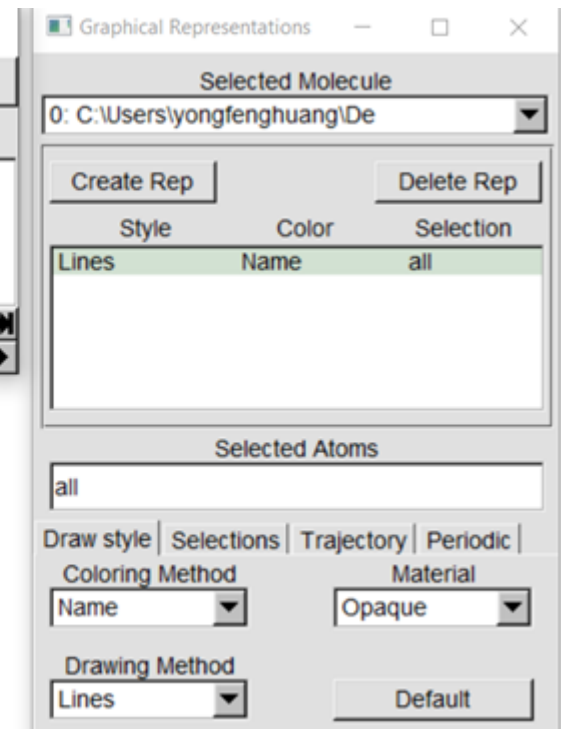 Graphical Representations
Selected Molecule
0: C:\Users\yongfenghuang\De
Create Rep Delete Rep
Style Color Selection
Lines Name all
Selected Atoms
all
Draw style Selections Trajectory Periodic
Coloring Method Material
Name Opaque
Drawing Method
Lines Default